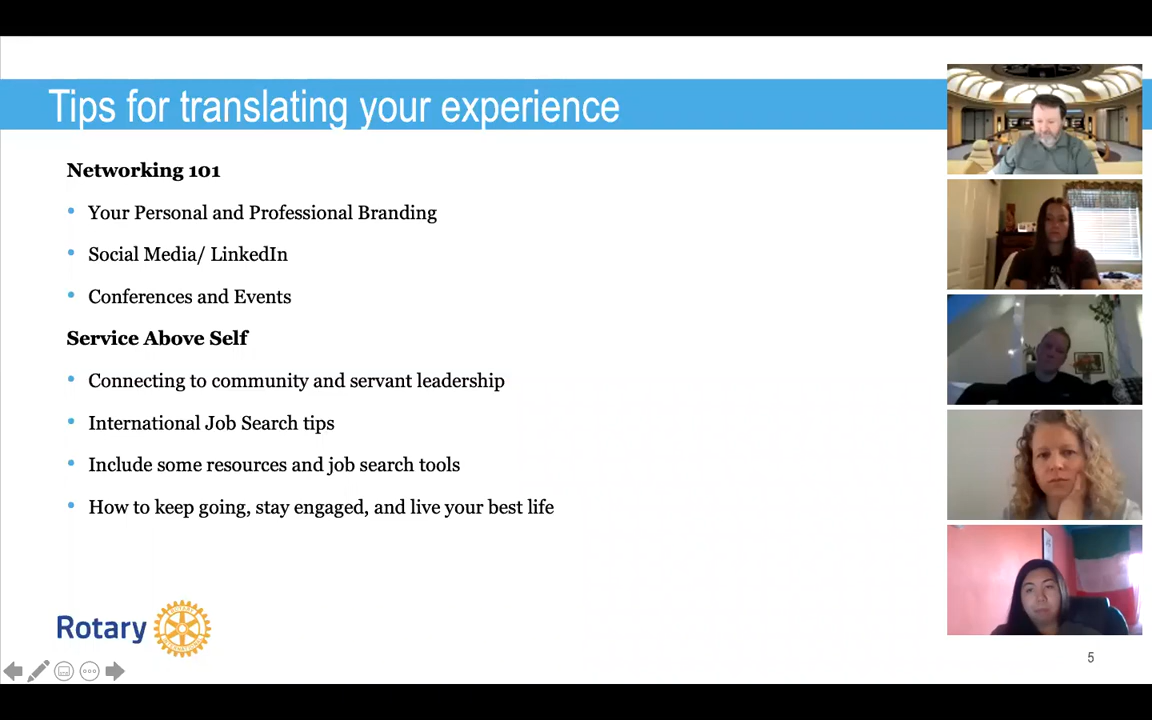 Tips for translating your experience
Networking 101
Your Personal and Professional Branding
Social Media/ LinkedIn
Conferences and Events
Service Above Self
Connecting to community and servant leadership
International Job Search tips
Include some resources and job search tools
How to keep going, stay engaged, and live your best life
Rotary
5